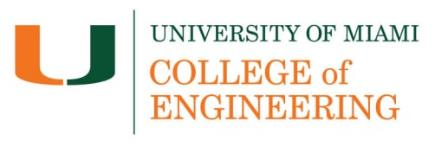 UNIVERSITY OF MIAMI
COLLEGE of
ENGINEERING